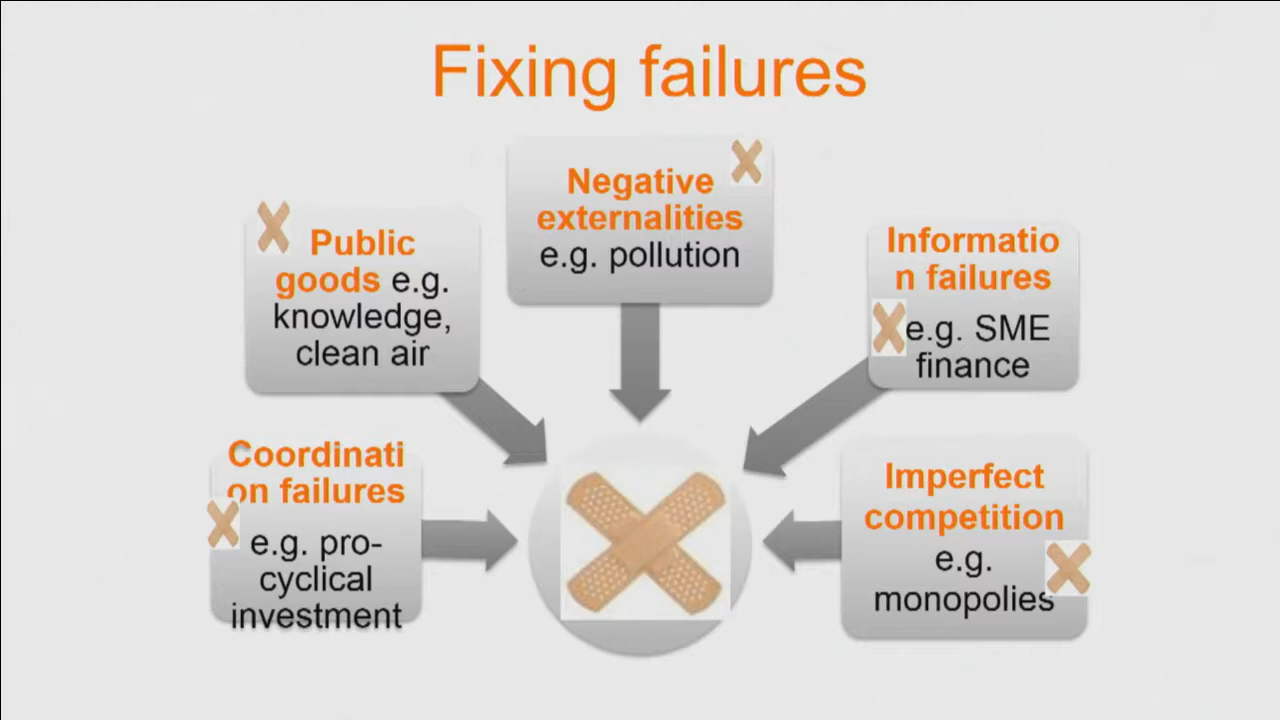 Fixing failures
Negative
externalities
e.g. pollution
Public
goods e.g.
knowledge,
clean air
Informatio
n failures
e.g. SME
finance
Coordinati
on failures
e.g. pro-
cyclical
investment
Imperfect
competition
e.g.
monopolies